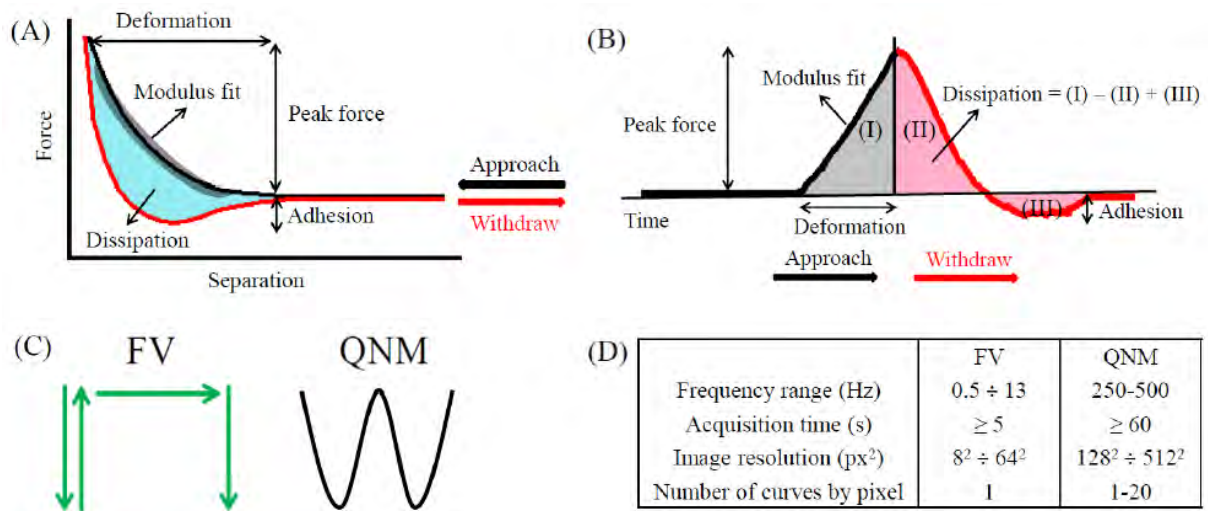 (A)
Deformation
Modulus fit
Peak force
Force
Adhesion
Dissipation
Separation
Approach
Withdraw
(B)
Modulus fit
Dissipation = (I) – (II) + (III)
Peak force
(I)
(II)
(III)
Time
Deformation
Adhesion
Approach
Withdraw
(C)
FV
QNM
(D)
FV QNM
Frequency range (Hz) 0.5 ÷ 13 250-500
Acquisition time (s) ≥ 5 ≥ 60
Image resolution (px²) 8² ÷ 64² 128² ÷ 512²
Number of curves by pixel 1 1-20